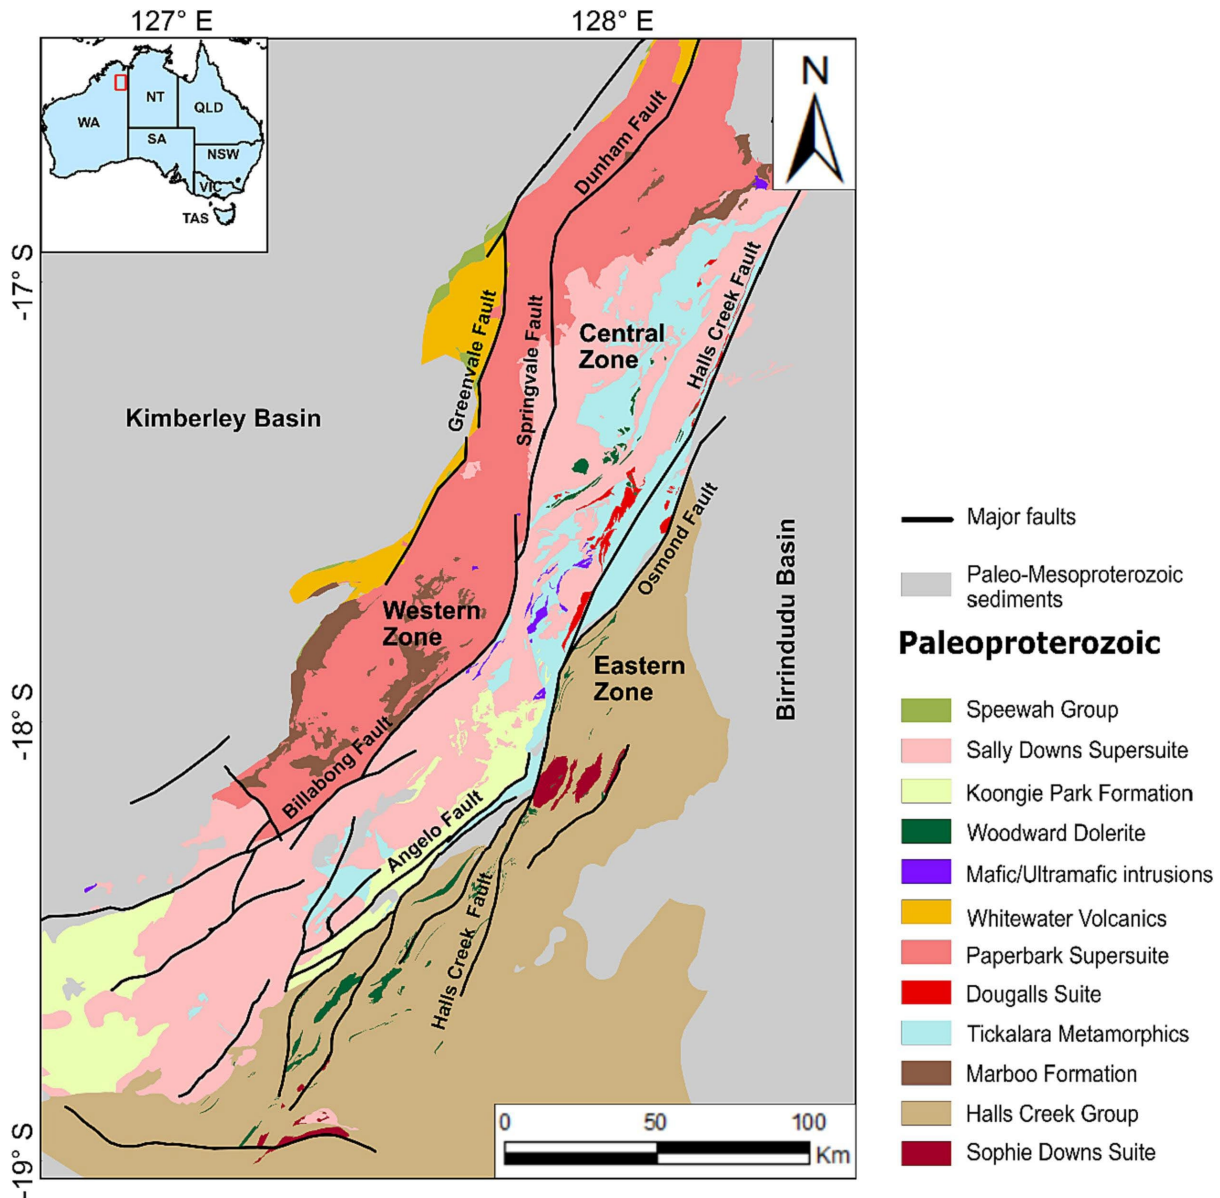 127° E
128° E
WA
NT
QLD
SA
NSW
VIC
TAS
N
-17° S
-18° S
-19° S
Dunham Fault
Halls Creek Fault
Greenvale Fault
Springvale Fault
Central
Zone
Kimberley Basin
Osmond Fault
Western
Zone
Eastern
Zone
Birrindudu Basin
Billabong Fault
Angelo Fault
Halls Creek Fault
0
50
100
Km
Major faults
Paleo-Mesoproterozoic
sediments
Paleoproterozoic
Speewah Group
Sally Downs Supersuite
Koongie Park Formation
Woodward Dolerite
Mafic/Ultramafic intrusions
Whitewater Volcanics
Paperbark Supersuite
Dougalls Suite
Tickalara Metamorphics
Marboo Formation
Halls Creek Group
Sophie Downs Suite